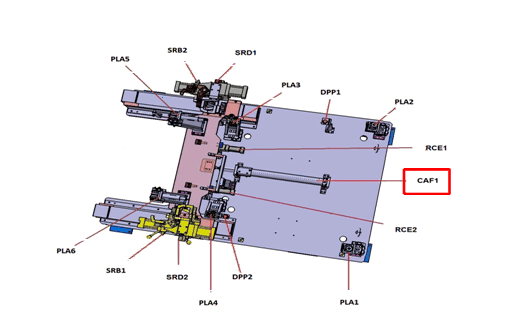 SRB2
SRD1
PLA5
PLA3
DPP1
PLA2
RCE1
CAF1
RCE2
PLA6
SRB1
SRD2
DPP2
PLA4
PLA1